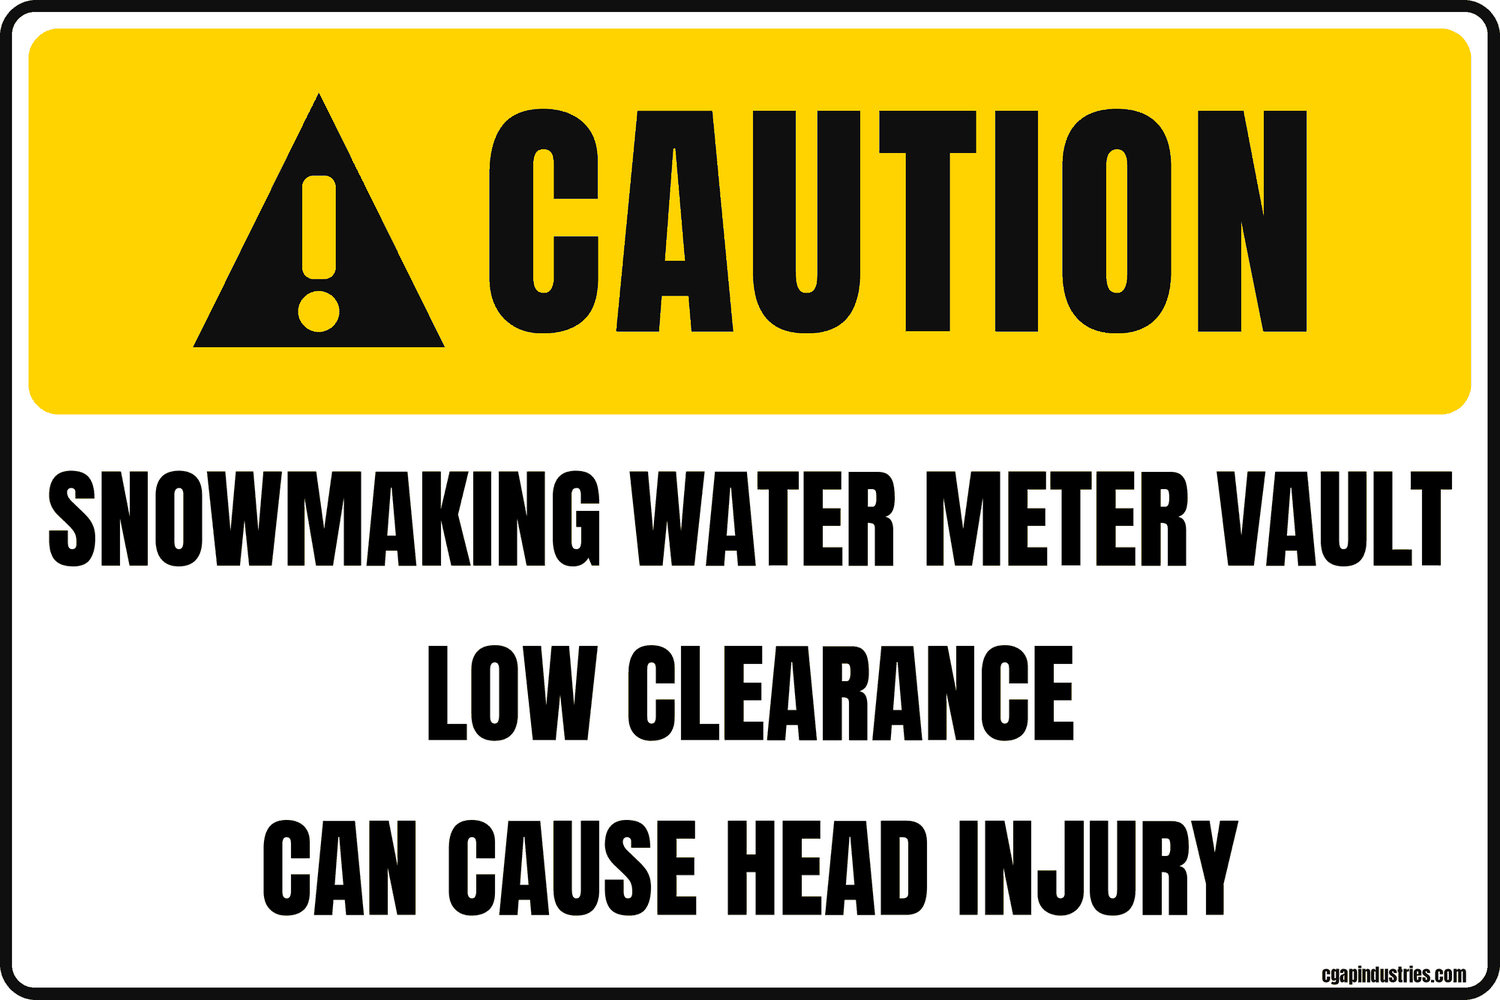 CAUTION
SNOWMAKING WATER METER VAULT
LOW CLEARANCE
CAN CAUSE HEAD INJURY
cgapindustries.com